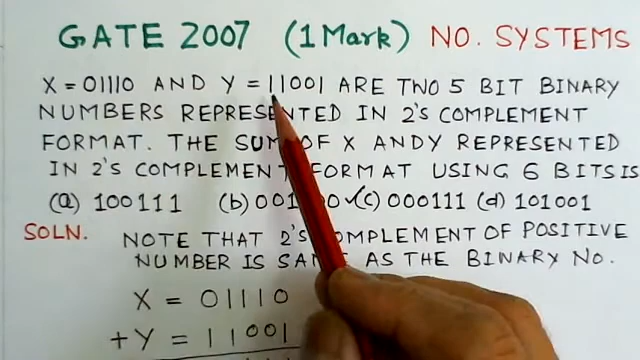 GATE 2007 (1 Mark) NO. SYSTEMS
X = 01110 AND Y = 11001 ARE TWO 5 BIT BINARY
NUMBERS REPRESENTED IN 2'S COMPLEMENT
FORMAT. THE SUM OF X AND Y REPRESENTED
IN 2'S COMPLEMENT FORMAT USING 6 BITS IS
(a) 100111 (b) ✓(c) 000111 (d) 101001
SOLN. NOTE THAT 2'S COMPLEMENT OF POSITIVE
NUMBER IS SAME AS THE BINARY NO.
X = 01110
+ Y = 11001